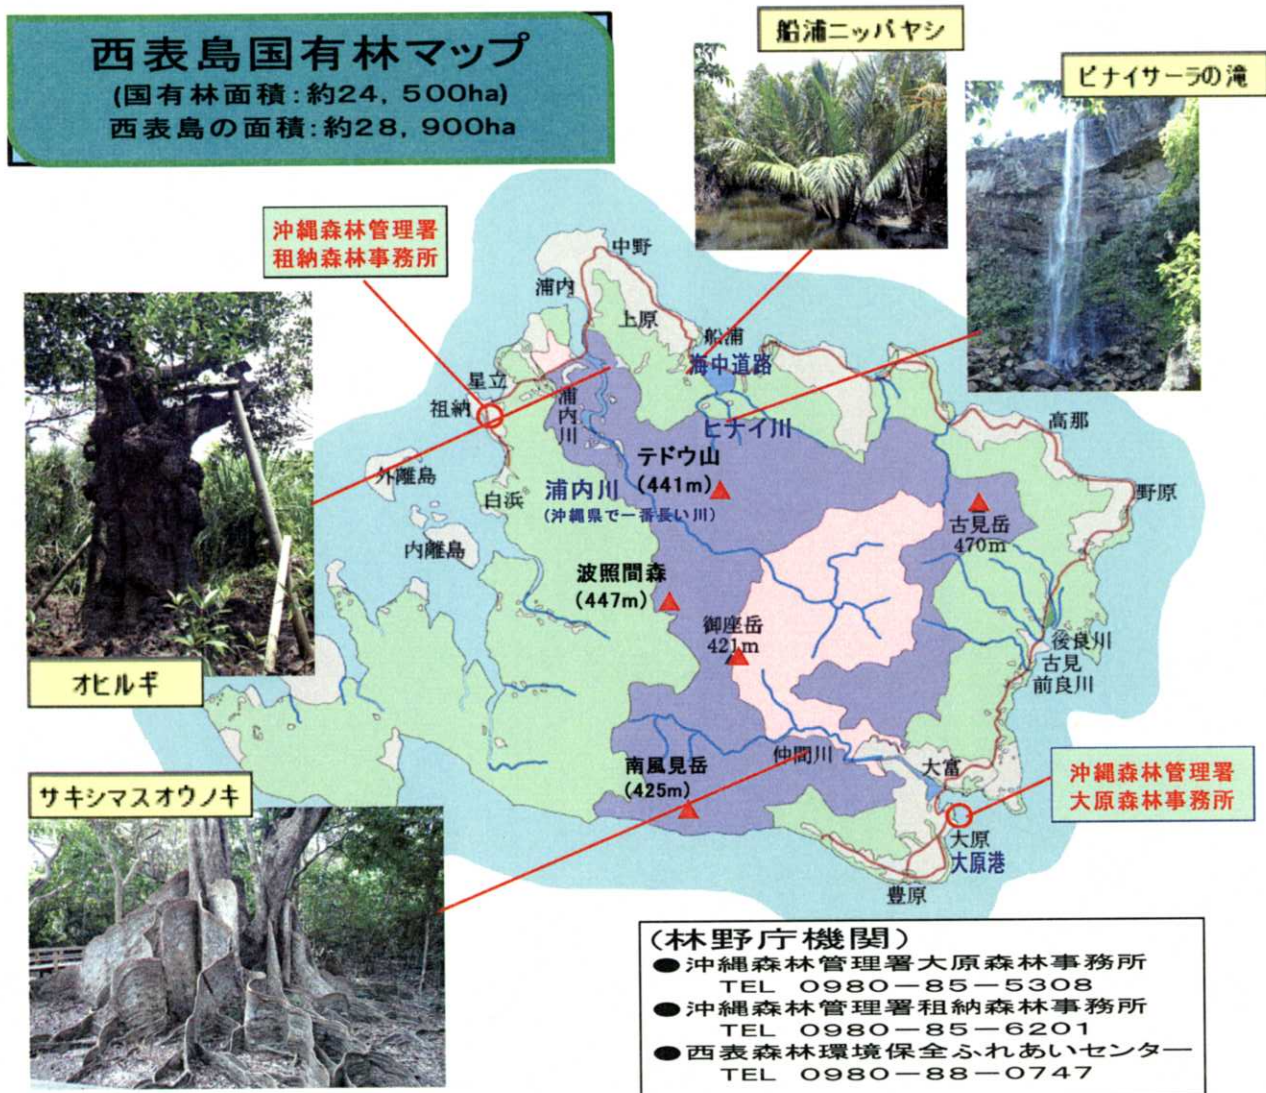 西表島国有林マップ
(国有林面積:約24,500ha)
西表島の面積:約28,900ha
船浦ニッパヤシ
ピナイサーラの滝
沖縄森林管理署
租納森林事務所
中野
浦内
上原
船浦
海中道路
星立
祖納
浦内川
ヒナイ川
高那
テドウ山
(441m)
外離島
白浜
浦内川
(沖縄県で一番長い川)
野原
古見岳
470m
内離島
波照間森
(447m)
御座岳
421m
後良川
古見
前良川
オヒルギ
仲間川
南風見岳
(425m)
大富
沖縄森林管理署
大原森林事務所
サキシマスオウノキ
大原
大原港
豊原
(林野庁機関)
●沖縄森林管理署大原森林事務所
TEL 0980-85-5308
●沖縄森林管理署租納森林事務所
TEL 0980-85-6201
●西表森林環境保全ふれあいセンター
TEL 0980-88-0747